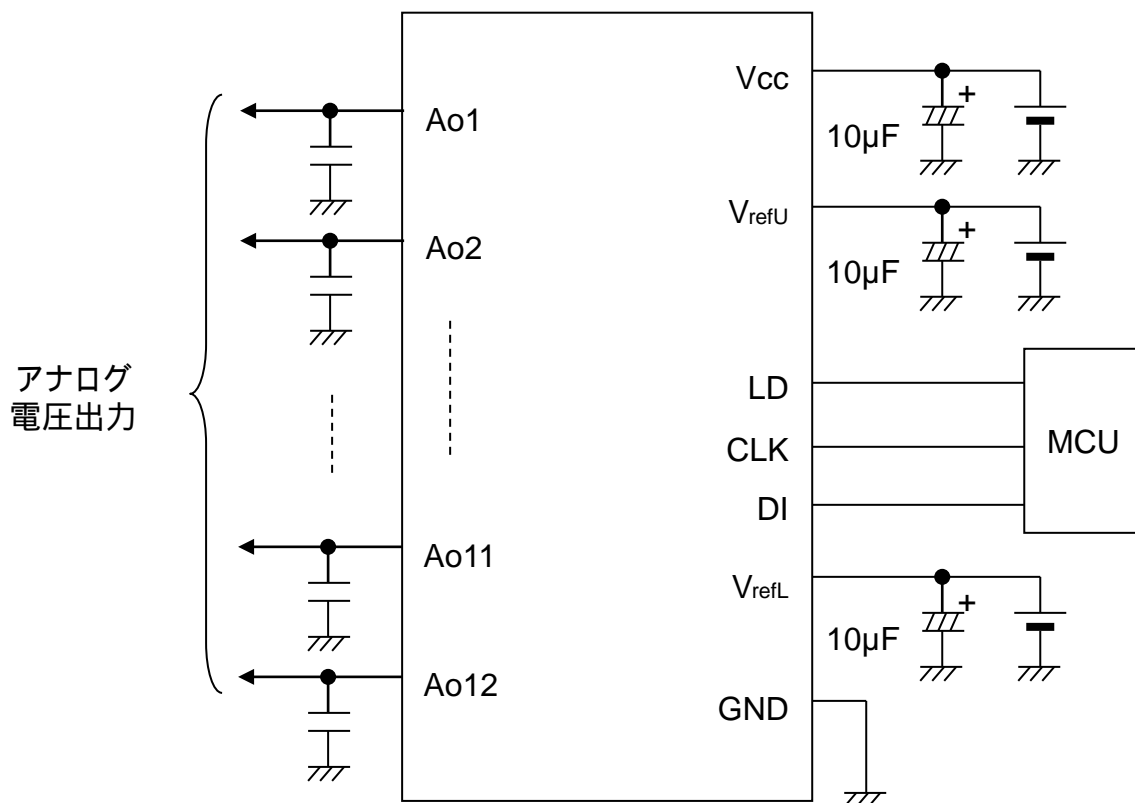 アナログ
電圧出力
Ao1
Ao2
Ao11
Ao12
Vcc
+
10µF
VrefU
+
10µF
LD
CLK
DI
MCU
VrefL
+
10µF
GND